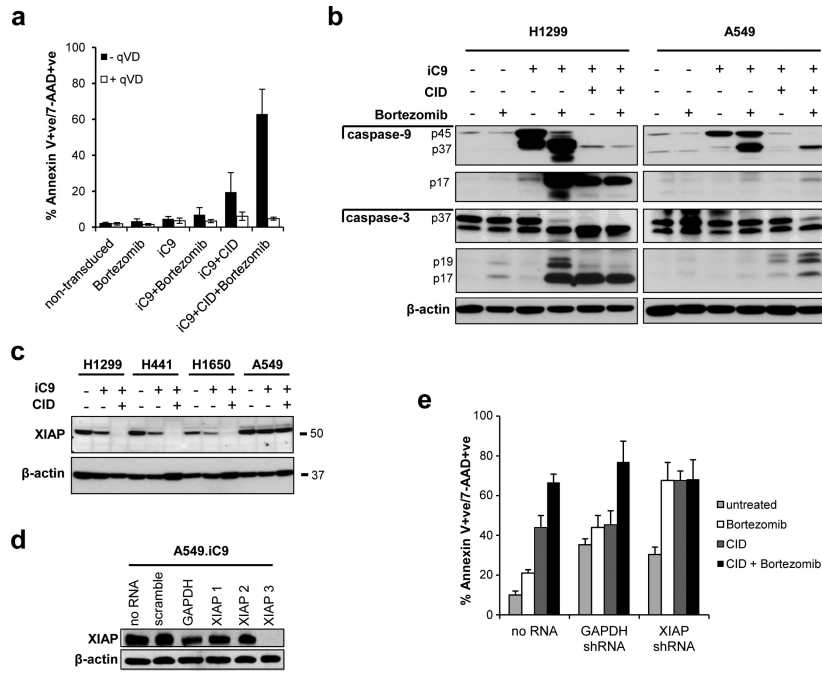 a
100
80
60
40
20
0
% Annexin V+ve/7-AAD+ve
- qVD
+ qVD
non-transduced
Bortezomib
iC9
iC9+Bortezomib
iC9+CID
iC9+CID+Bortezomib
b
H1299 A549
iC9 - - + + + + - - + + + +
CID - - - - + + - - - - + +
Bortezomib - + - + - + - + - + - +
caspase-9 p45
p37
p17
caspase-3 p37
p19
p17
β-actin
c
H1299 H441 H1650 A549
iC9 - + + - + + - + + - + +
CID - - + - - + - - + - - +
XIAP 50
β-actin 37
d
A549.iC9
no RNA
scramble
GAPDH
XIAP 1
XIAP 2
XIAP 3
XIAP
β-actin
e
100
80
60
40
20
0
% Annexin V+ve/7-AAD+ve
no RNA
GAPDH
shRNA
XIAP
shRNA
untreated
Bortezomib
CID
CID + Bortezomib